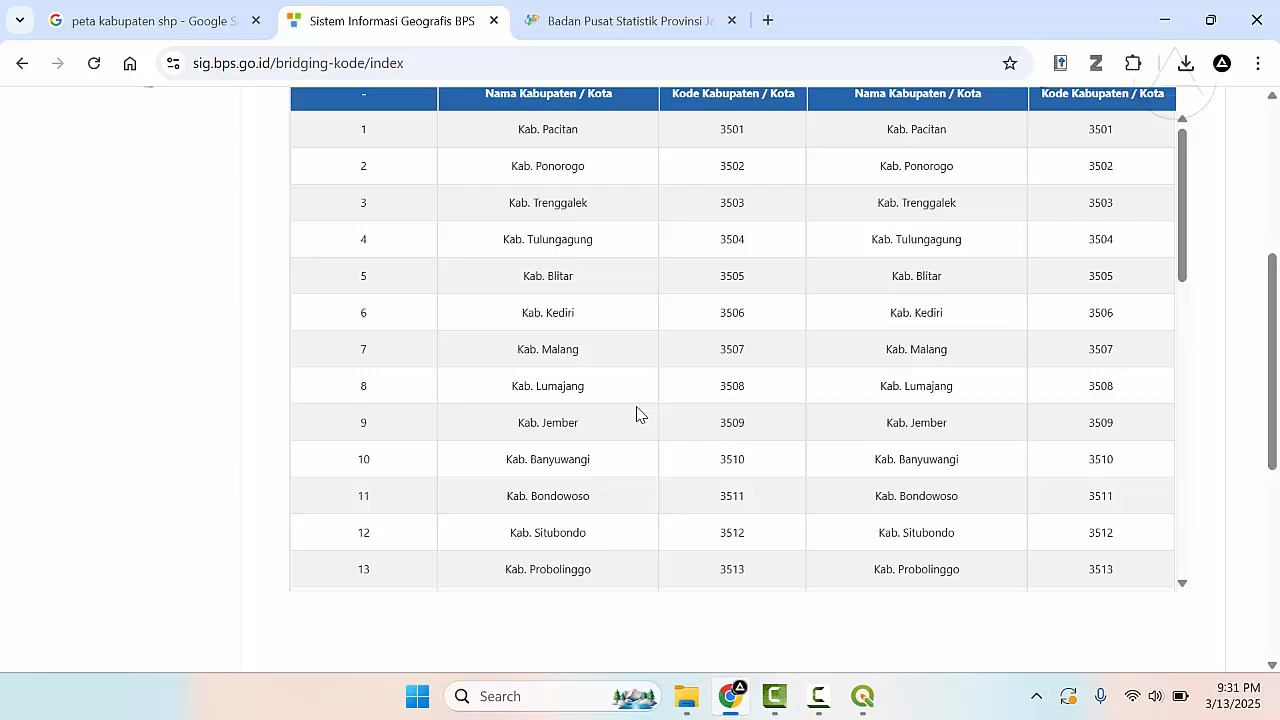 peta kabupaten shp - Google S
Sistem Informasi Geografis BPS
Badan Pusat Statistik Provinsi Ja
sig.bps.go.id/bridging-kode/index
- Nama Kabupaten / Kota Kode Kabupaten / Kota Nama Kabupaten / Kota Kode Kabupaten / Kota
1 Kab. Pacitan 3501 Kab. Pacitan 3501
2 Kab. Ponorogo 3502 Kab. Ponorogo 3502
3 Kab. Trenggalek 3503 Kab. Trenggalek 3503
4 Kab. Tulungagung 3504 Kab. Tulungagung 3504
5 Kab. Blitar 3505 Kab. Blitar 3505
6 Kab. Kediri 3506 Kab. Kediri 3506
7 Kab. Malang 3507 Kab. Malang 3507
8 Kab. Lumajang 3508 Kab. Lumajang 3508
9 Kab. Jember 3509 Kab. Jember 3509
10 Kab. Banyuwangi 3510 Kab. Banyuwangi 3510
11 Kab. Bondowoso 3511 Kab. Bondowoso 3511
12 Kab. Situbondo 3512 Kab. Situbondo 3512
13 Kab. Probolinggo 3513 Kab. Probolinggo 3513
Search
9:31 PM
3/13/2025